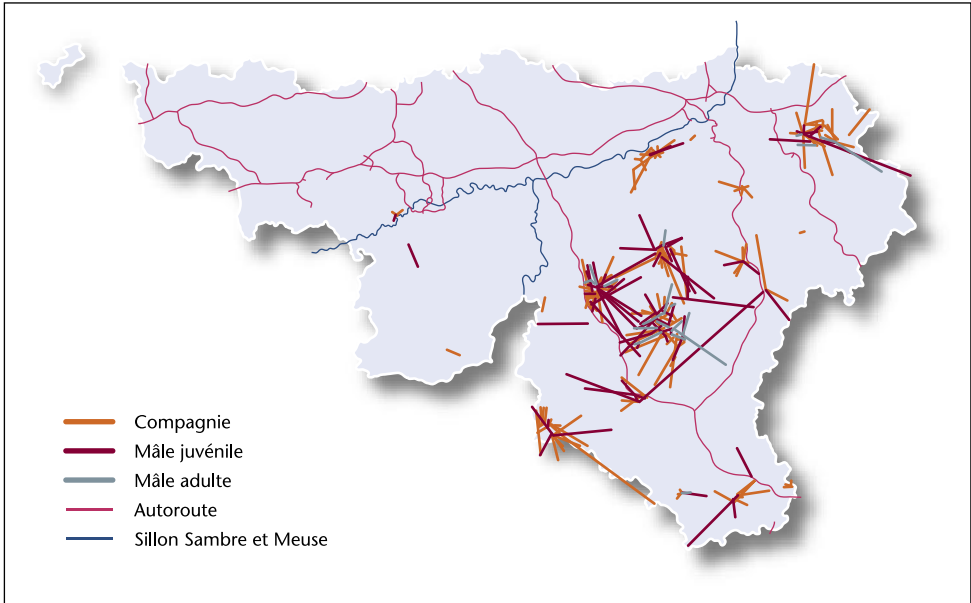 Compagnie
Mâle juvénile
Mâle adulte
Autoroute
Sillon Sambre et Meuse